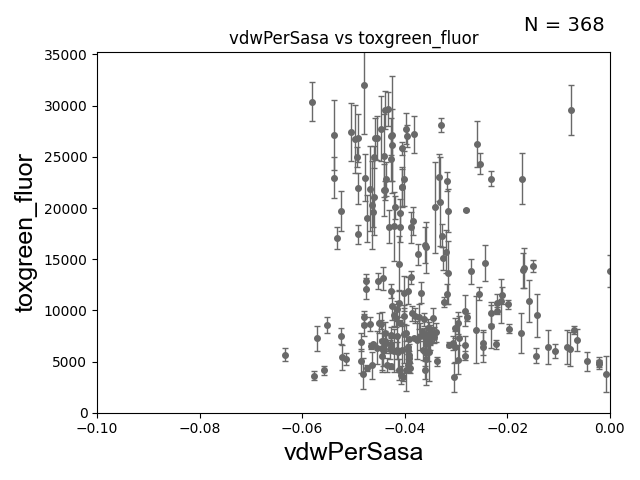 N = 368
vdwPerSasa vs toxgreen_fluor
35000
30000
25000
20000
15000
10000
5000
0
toxgreen_fluor
−0.10 −0.08 −0.06 −0.04 −0.02 0.00
vdwPerSasa